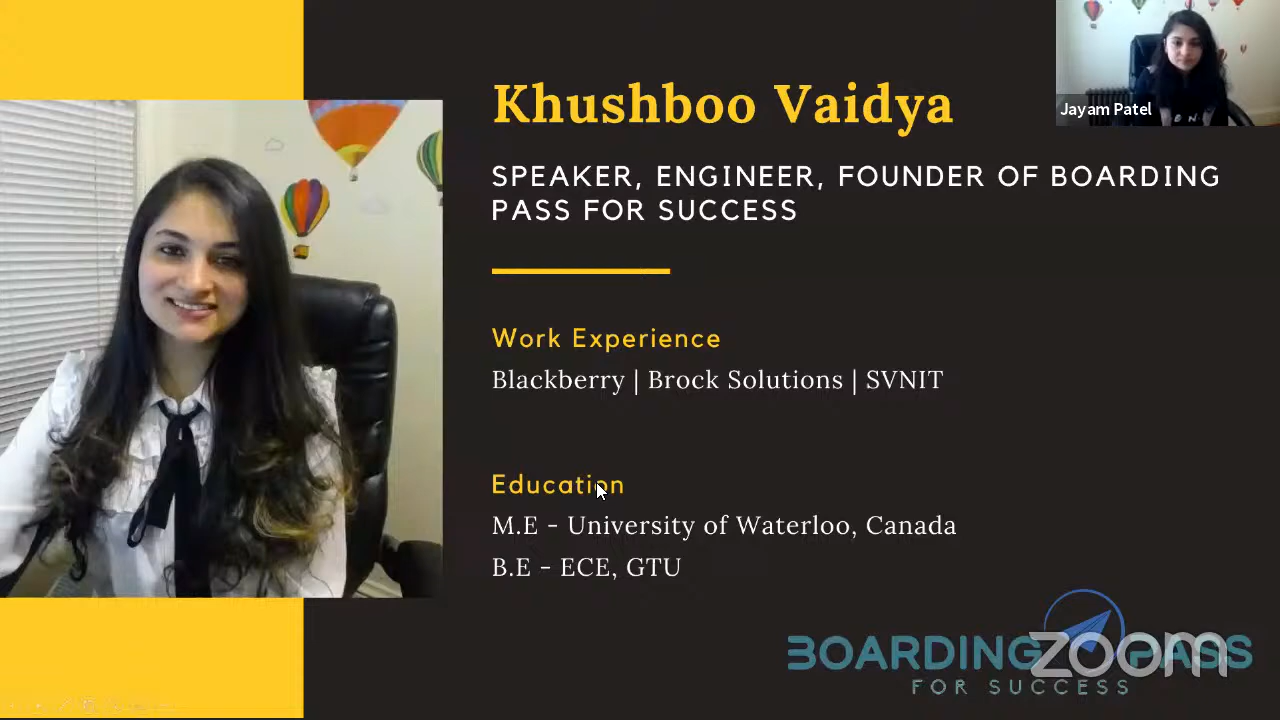 Khushboo Vaidya
Jayam Patel
SPEAKER, ENGINEER, FOUNDER OF BOARDING
PASS FOR SUCCESS
Work Experience
Blackberry | Brock Solutions | SVNIT
Education
M.E - University of Waterloo, Canada
B.E - ECE, GTU
BOARDING PASS
zoom
FOR SUCCESS